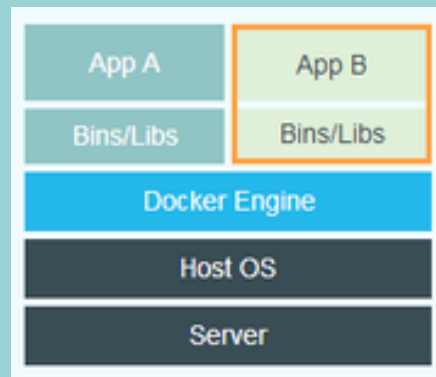 App A
App B
Bins/Libs
Bins/Libs
Docker Engine
Host OS
Server